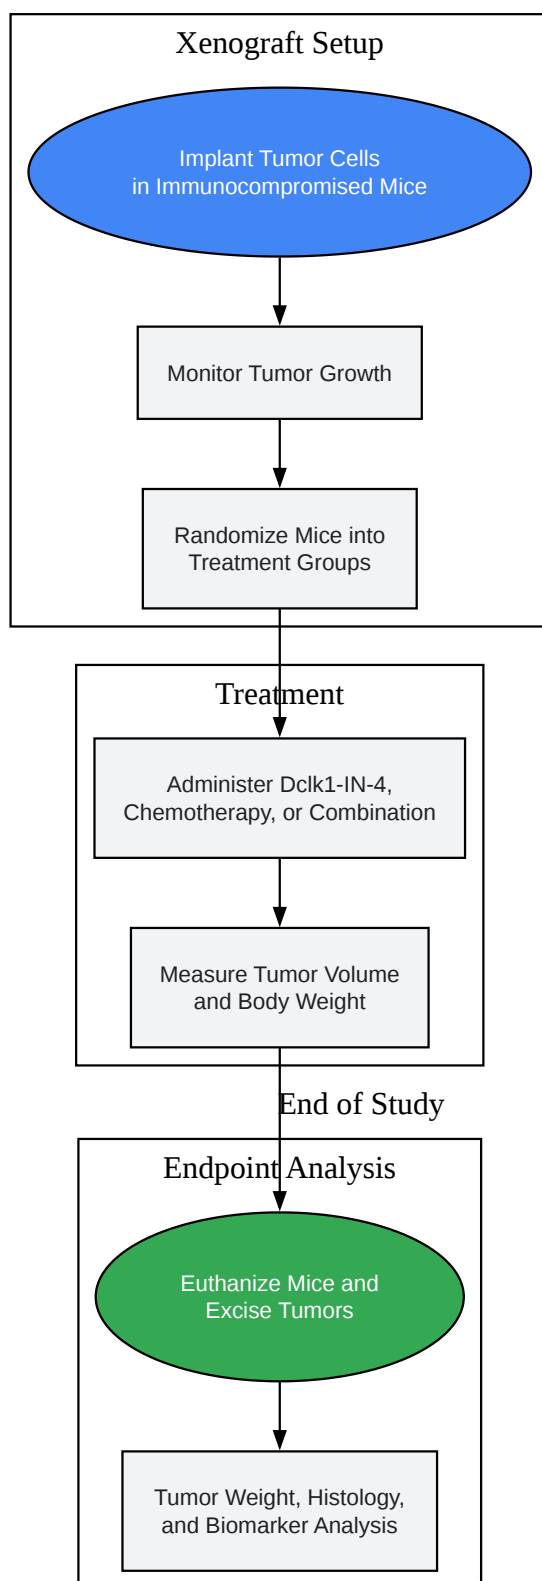 Xenograft Setup
Implant Tumor Cells
in Immunocompromised Mice
Monitor Tumor Growth
Randomize Mice into
Treatment Groups
Treatment
Administer Dclk1-IN-4,
Chemotherapy, or Combination
Measure Tumor Volume
and Body Weight
End of Study
Endpoint Analysis
Euthanize Mice and
Excise Tumors
Tumor Weight, Histology,
and Biomarker Analysis